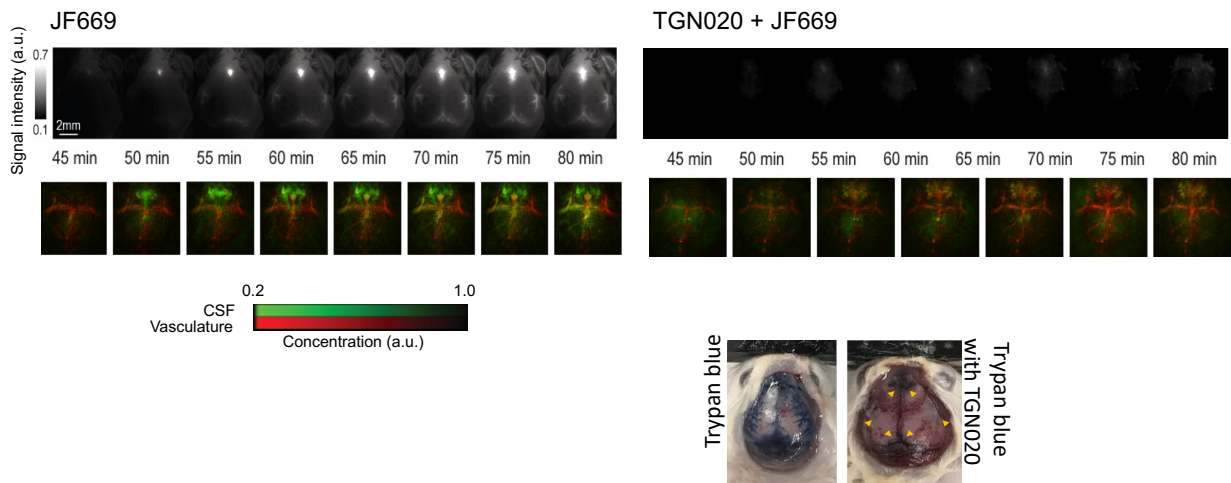 JF669
TGN020 + JF669
Signal intensity (a.u.)
0.7
0.1
2mm
45 min 50 min 55 min 60 min 65 min 70 min 75 min 80 min
45 min 50 min 55 min 60 min 65 min 70 min 75 min 80 min
0.2 1.0
CSF
Vasculature
Concentration (a.u.)
Trypan blue
Trypan blue
with TGN020